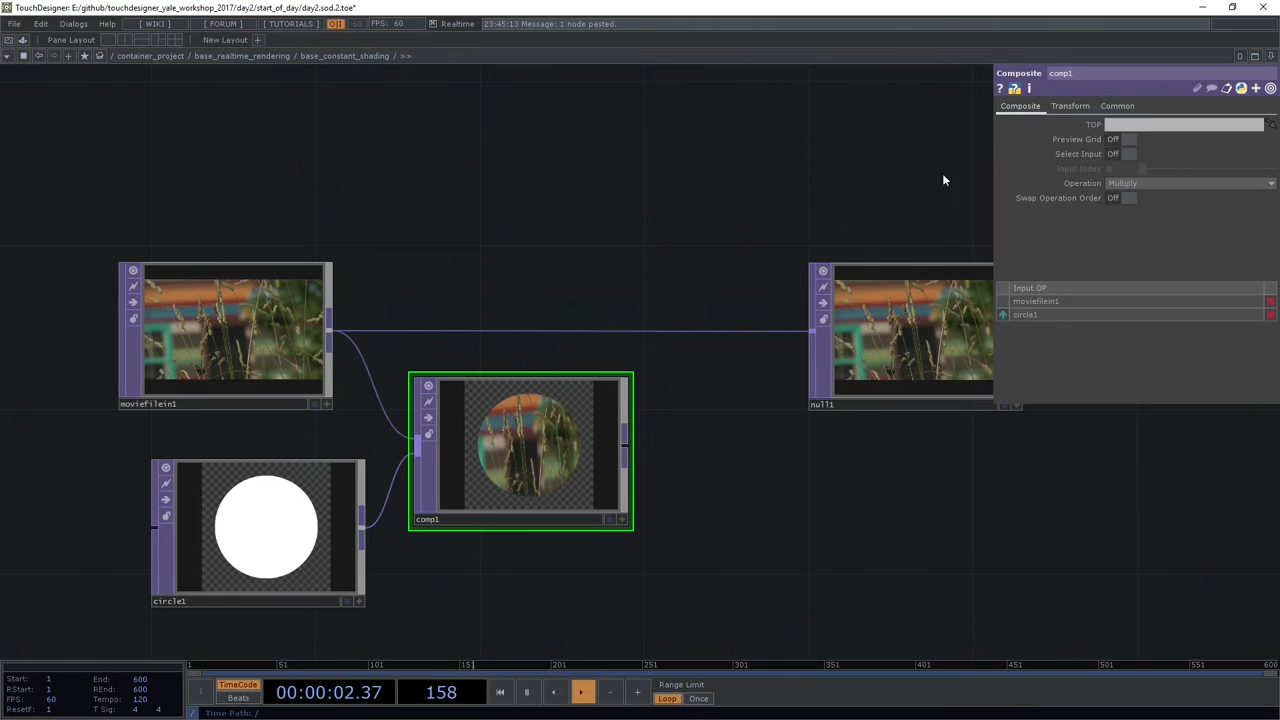 TouchDesigner: E:/github/touchdesigner_yale_workshop_2017/day2/start_of_day/day2.sod.2.toe*
File Edit Dialogs Help [ WIKI ] [ FORUM ] [ TUTORIALS ] O|I 60 FPS: 60 Realtime 23:45:13 Message: 1 node pasted.
Pane Layout New Layout +
/ container_project / base_realtime_rendering / base_constant_shading / >> 0
Composite comp1
? ? i
Composite Transform Common
TOP
Preview Grid Off
Select Input Off
Input Index 0
Operation Multiply
Swap Operation Order Off
Input OP
moviefilein1
circle1
moviefilein1
null1
comp1
circle1
1 51 101 151 201 251 301 351 401 451 501 551 600
Start: 1 End: 600
RStart: 1 REnd: 600
FPS: 60 Tempo: 120
ResetF: 1 T Sig: 4 4
TimeCode
Beats
00:00:02.37 158
Range Limit
Loop Once
/ Time Path: /